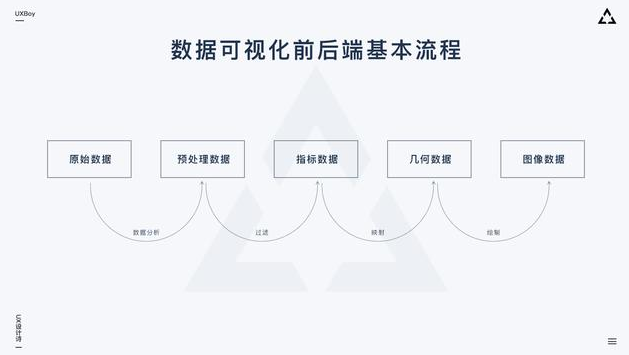 UXBoy
数据可视化前后端基本流程
原始数据
预处理数据
指标数据
几何数据
图像数据
数据分析
过滤
映射
绘制
UX设计诗